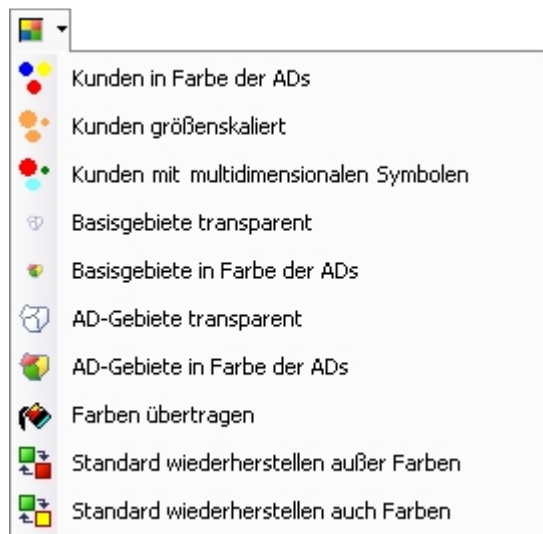 Kunden in Farbe der ADs
Kunden größenskaliert
Kunden mit multidimensionalen Symbolen
Basisgebiete transparent
Basisgebiete in Farbe der ADs
AD-Gebiete transparent
AD-Gebiete in Farbe der ADs
Farben übertragen
Standard wiederherstellen außer Farben
Standard wiederherstellen auch Farben